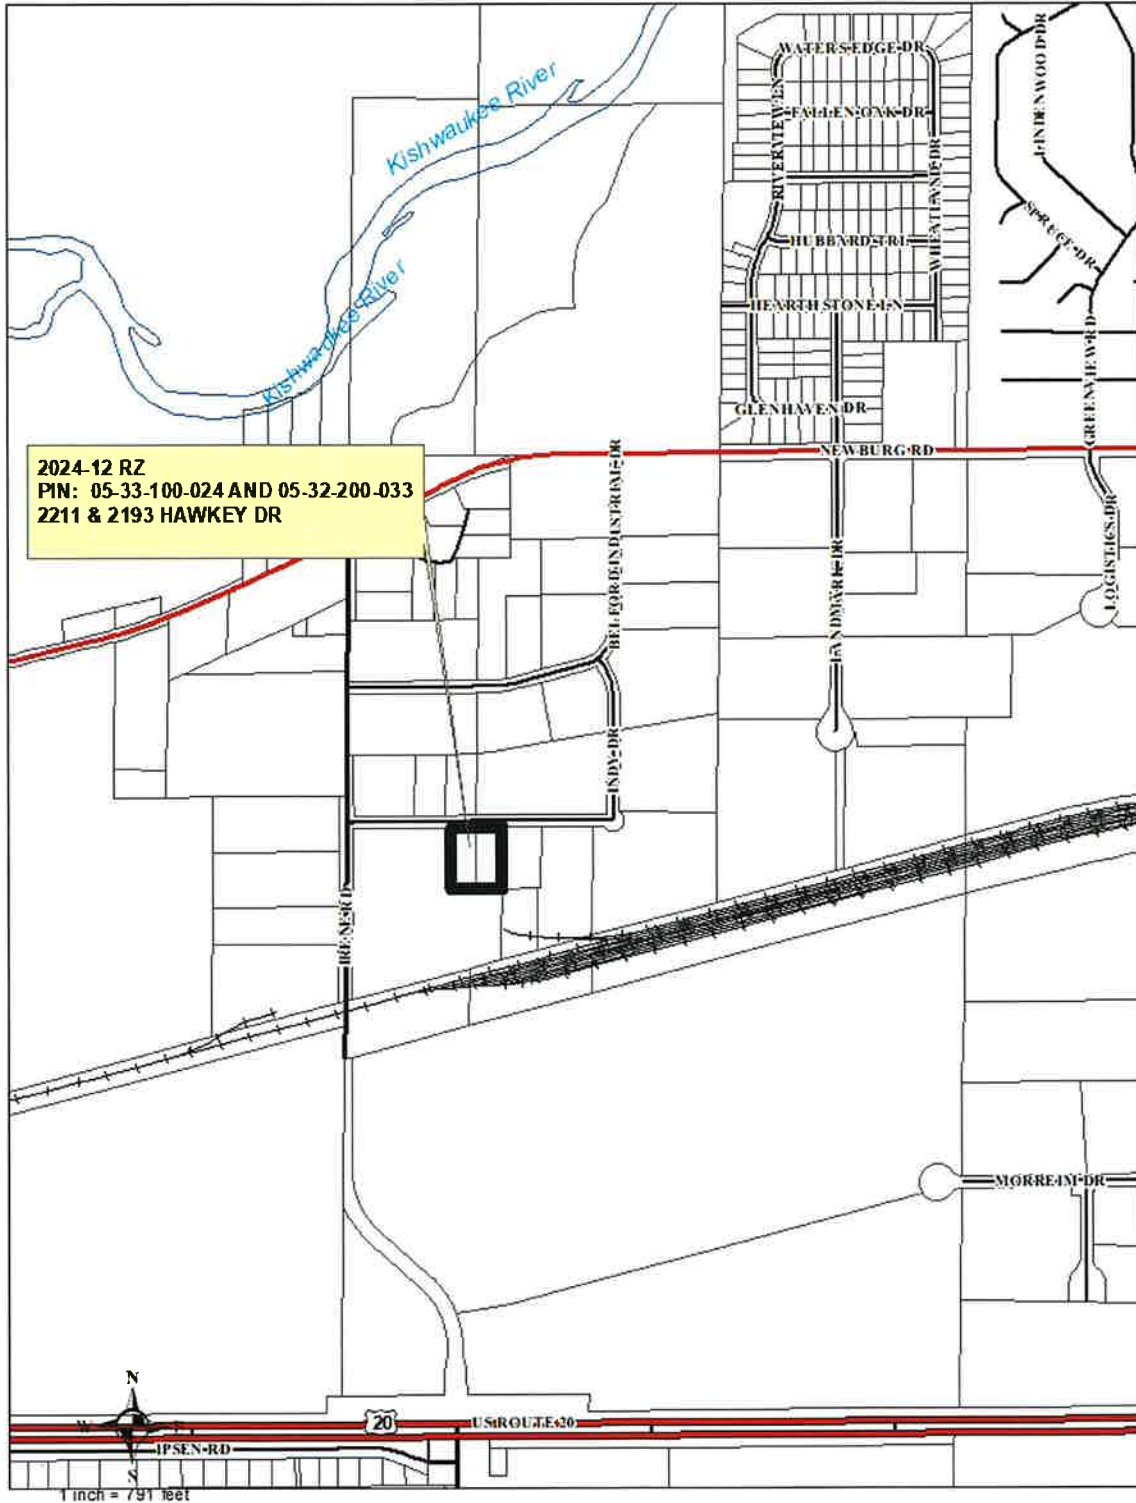 WATERS EDGE DR
LINDENWOOD DR
Kishwaukee River
FALLEN OAK DR
RIVERVIEW LN
WHEATLAND DR
SPRUCE DR
HUBBARD TRL
Kishwaukee River
HEARTHSTONE LN
GREENVIEW RD
GLENHAVEN DR
NEWBURG RD
2024-12 RZ
PIN: 05-33-100-024 AND 05-32-200-033
2211 & 2193 HAWKEY DR
BELFORD INDUSTRIAL DR
LOGISTICS DR
LANDMARK DR
INDY DR
IRENE RD
MORREIM DR
N
W E
20
US ROUTE 20
IPSEN RD
S
1 inch = 791 feet